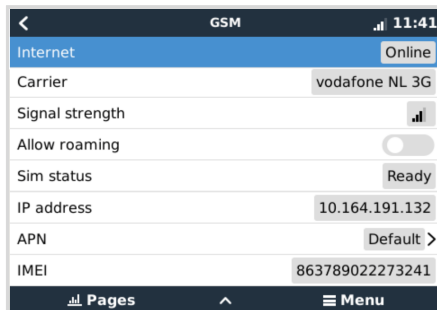 GSM 11:41
Internet Online
Carrier vodafone NL 3G
Signal strength
Allow roaming
Sim status Ready
IP address 10.164.191.132
APN Default
IMEI 863789022273241
Pages Menu